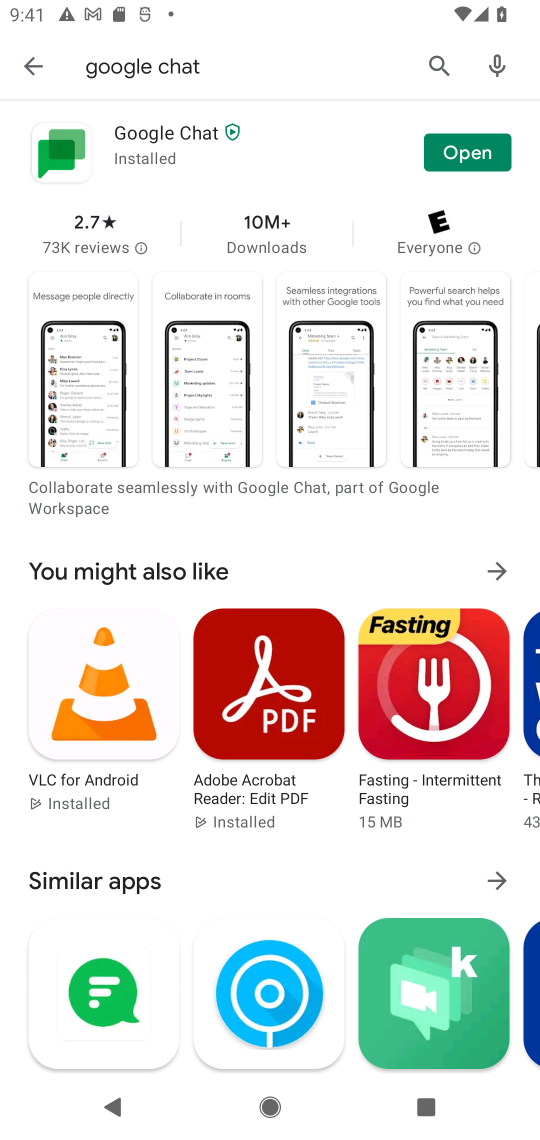 9:41
google chat
Google Chat
Installed
Open
2.7★
73K reviews
10M+
Downloads
E
Everyone
Message people directly
Collaborate in rooms
Seamless integrations
with other Google tools
Powerful search helps
you find what you need
Collaborate seamlessly with Google Chat, part of Google
Workspace
You might also like
PDF
Fasting
VLC for Android
Installed
Adobe Acrobat
Reader: Edit PDF
Installed
Fasting - Intermittent
Fasting
15 MB
Th
- R
43
Similar apps
k